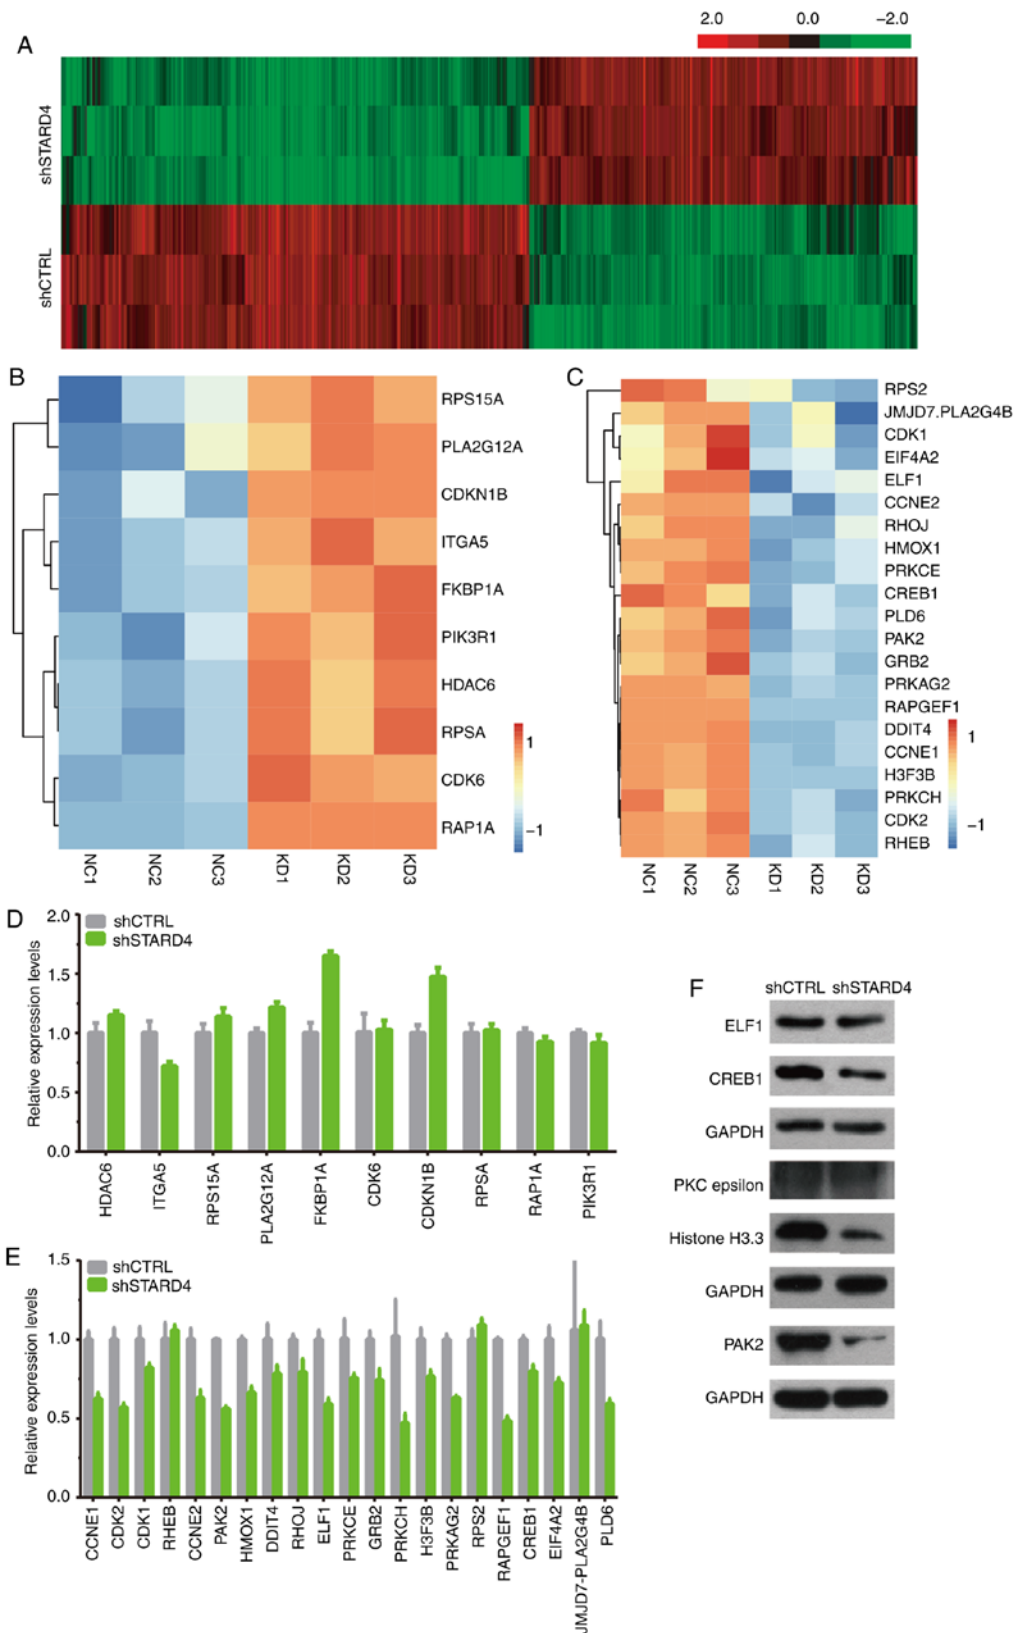 2.0 0.0 −2.0
A
shSTARD4
shCTRL
B
RPS15A
PLA2G12A
CDKN1B
ITGA5
FKBP1A
PIK3R1
HDAC6
RPSA
CDK6
RAP1A
1
−1
NC1 NC2 NC3 KD1 KD2 KD3
C
RPS2
JMJD7.PLA2G4B
CDK1
EIF4A2
ELF1
CCNE2
RHOJ
HMOX1
PRKCE
CREB1
PLD6
PAK2
GRB2
PRKAG2
RAPGEF1
DDIT4
CCNE1
H3F3B
PRKCH
CDK2
RHEB
1
−1
NC1 NC2 NC3 KD1 KD2 KD3
D
shCTRL
shSTARD4
Relative expression levels
2.0
1.5
1.0
0.5
0.0
HDAC6 ITGA5 RPS15A PLA2G12A FKBP1A CDK6 CDKN1B RPSA RAP1A PIK3R1
E
shCTRL
shSTARD4
Relative expression levels
1.5
1.0
0.5
0.0
CCNE1 CDK2 CDK1 RHEB CCNE2 PAK2 HMOX1 DDIT4 RHOJ ELF1 PRKCE GRB2 PRKCH H3F3B PRKAG2 RPS2 RAPGEF1 CREB1 EIF4A2 JMJD7-PLA2G4B PLD6
F
shCTRL shSTARD4
ELF1
CREB1
GAPDH
PKC epsilon
Histone H3.3
GAPDH
PAK2
GAPDH